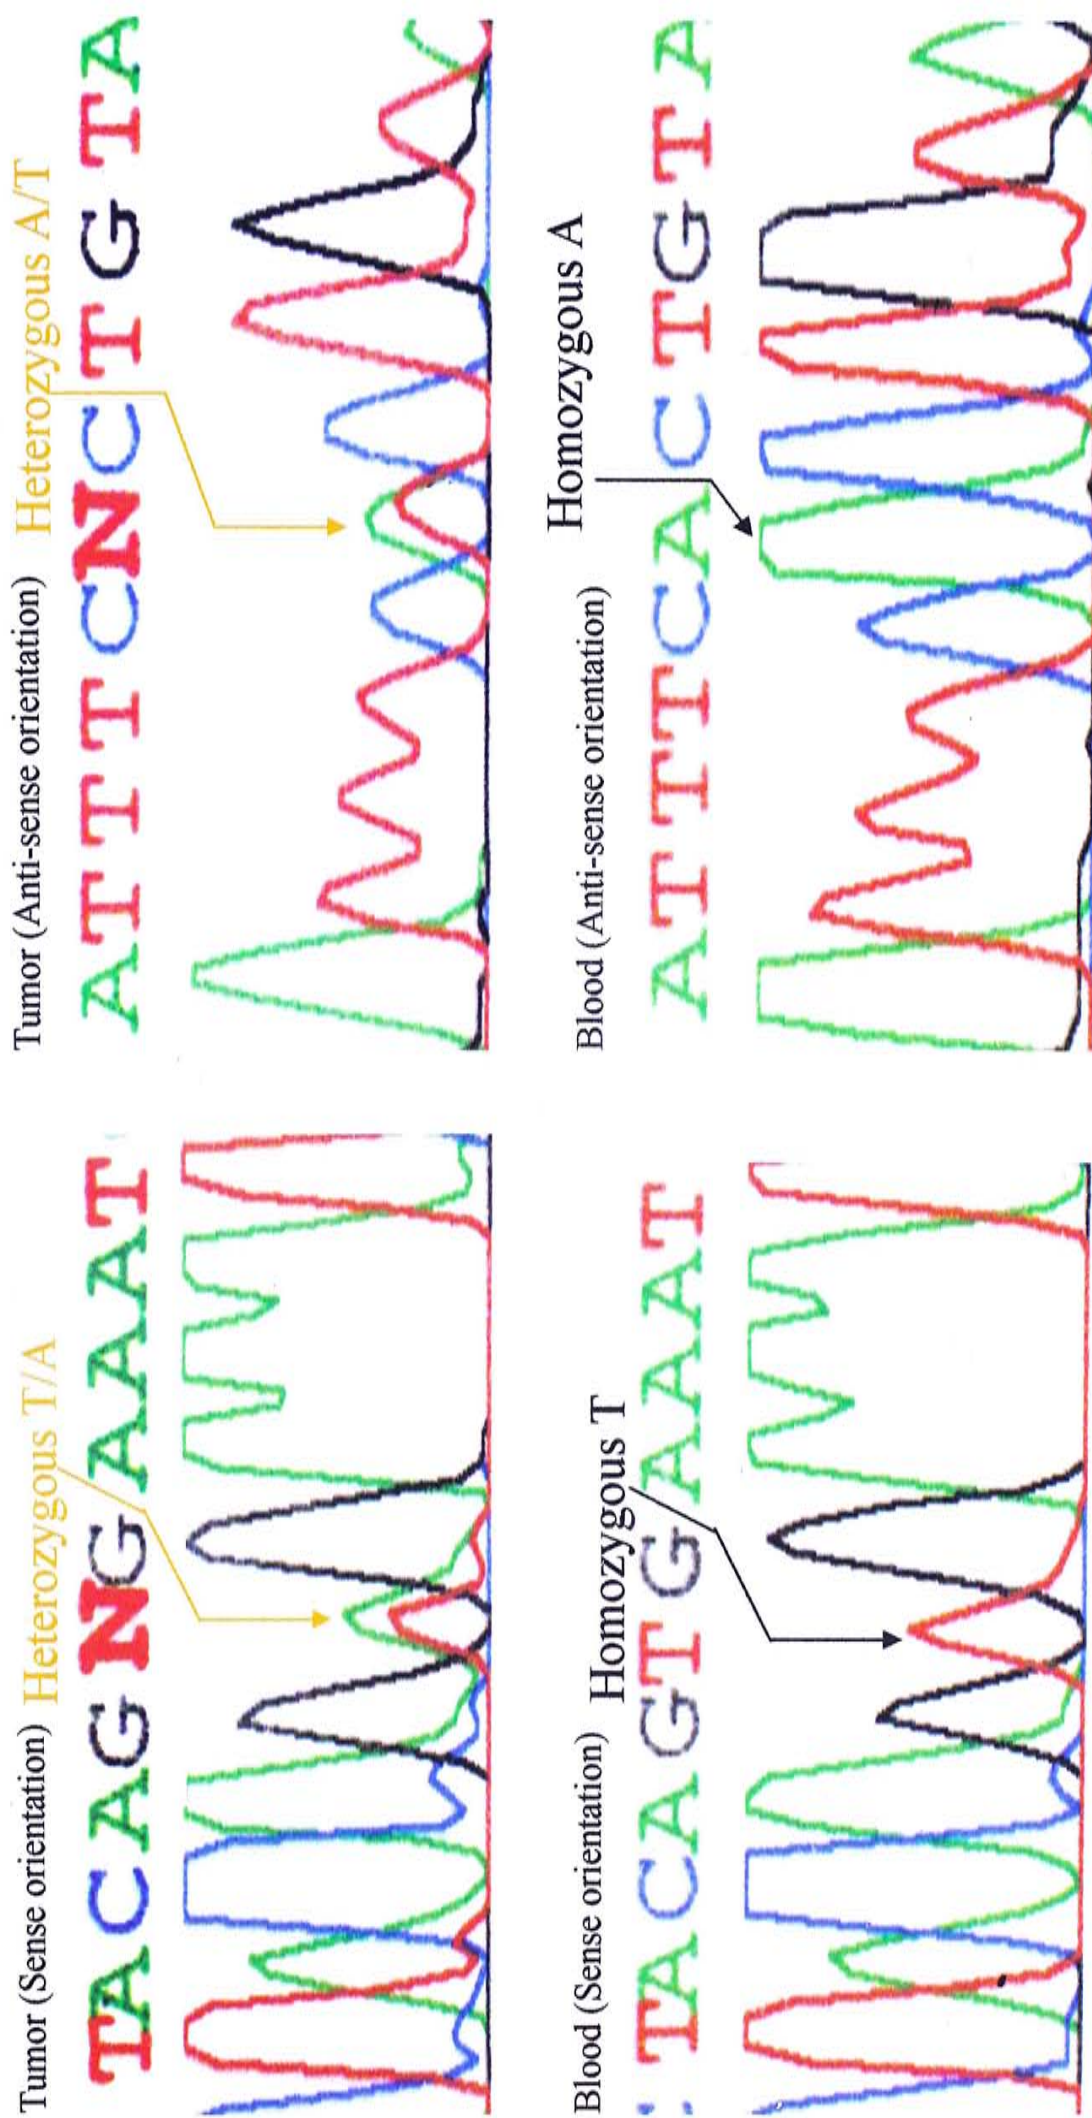 Tumor (Sense orientation)
Heterozygous T/A
TACAGNGAAAT
Tumor (Anti-sense orientation)
Heterozygous A/T
ATTTCNCTGTA
Blood (Sense orientation)
Homozygous T
TACAGTGAAAT
Blood (Anti-sense orientation)
Homozygous A
ATTTCACTGTA